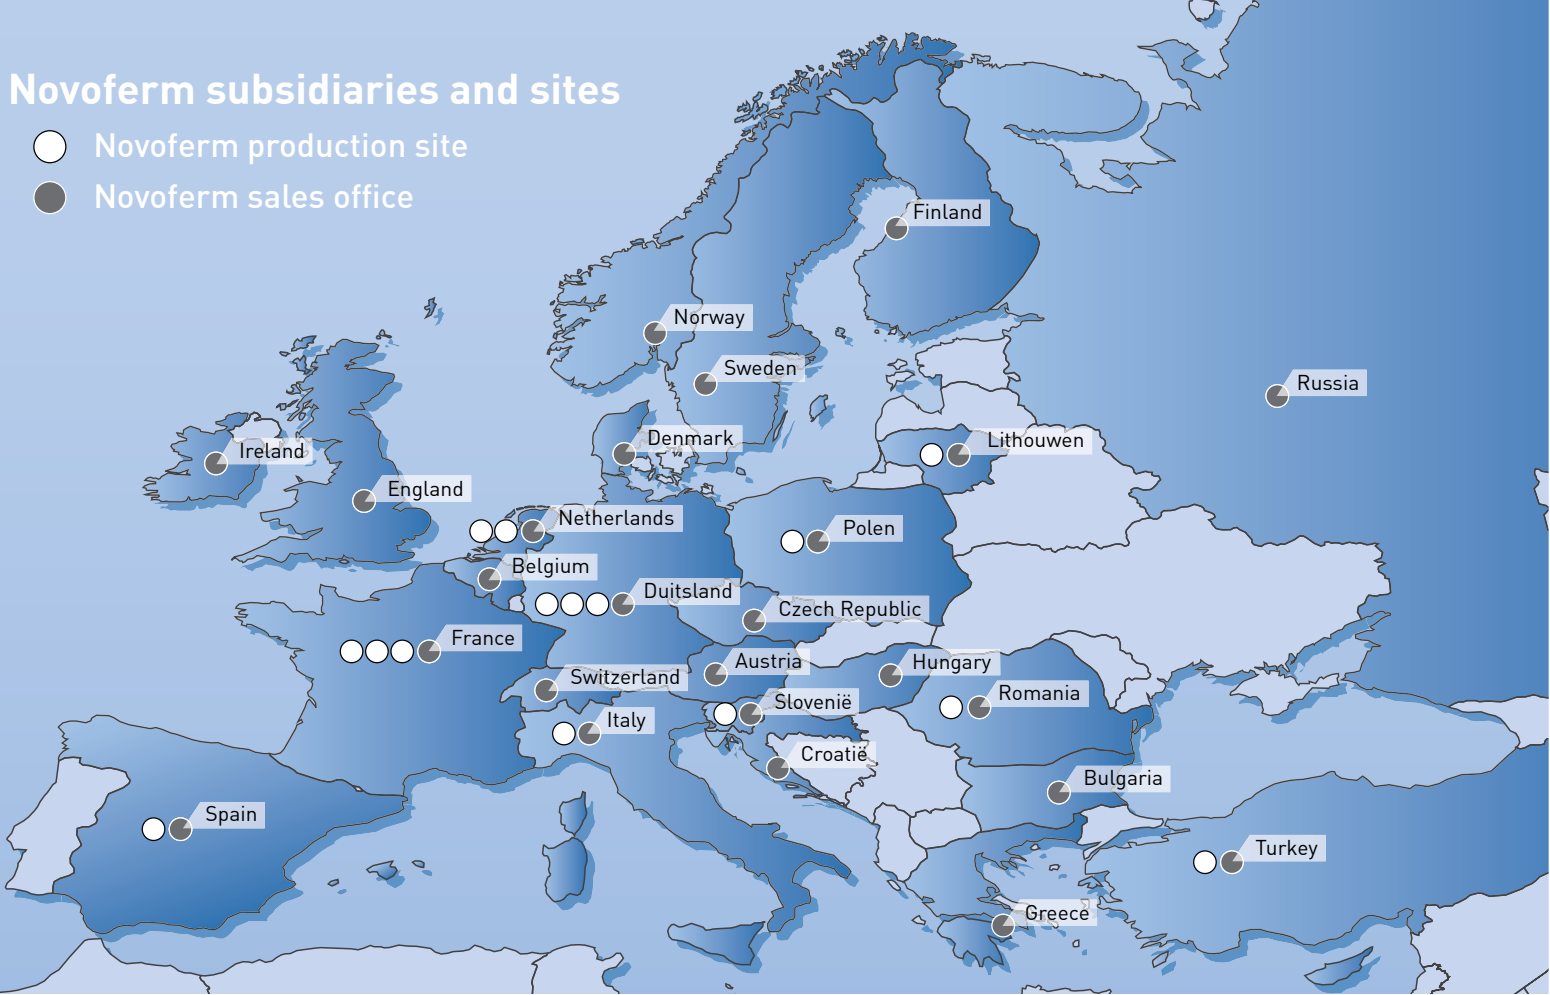 Novoferm subsidiaries and sites
Novoferm production site
Novoferm sales office
Finland
Norway
Sweden
Russia
Denmark
Lithouwen
Ireland
England
Netherlands
Polen
Belgium
Duitsland
Czech Republic
France
Austria
Hungary
Switzerland
Romania
Slovenië
Italy
Croatië
Bulgaria
Spain
Turkey
Greece